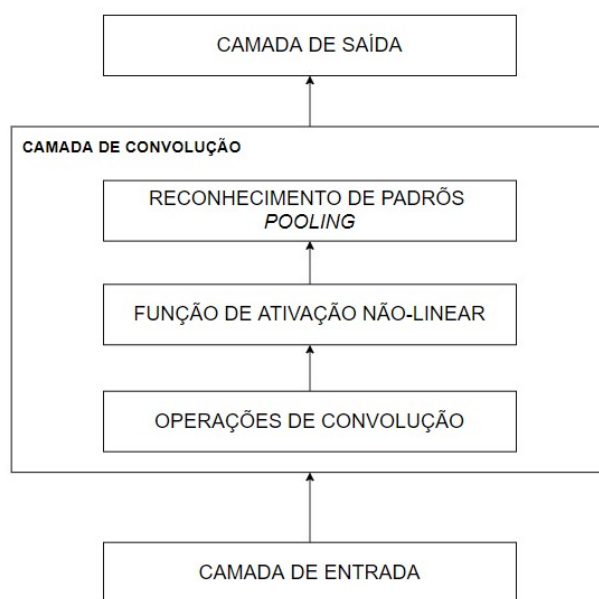 CAMADA DE SAÍDA
CAMADA DE CONVOLUÇÃO
RECONHECIMENTO DE PADRÕS
POOLING
FUNÇÃO DE ATIVAÇÃO NÃO-LINEAR
OPERAÇÕES DE CONVOLUÇÃO
CAMADA DE ENTRADA